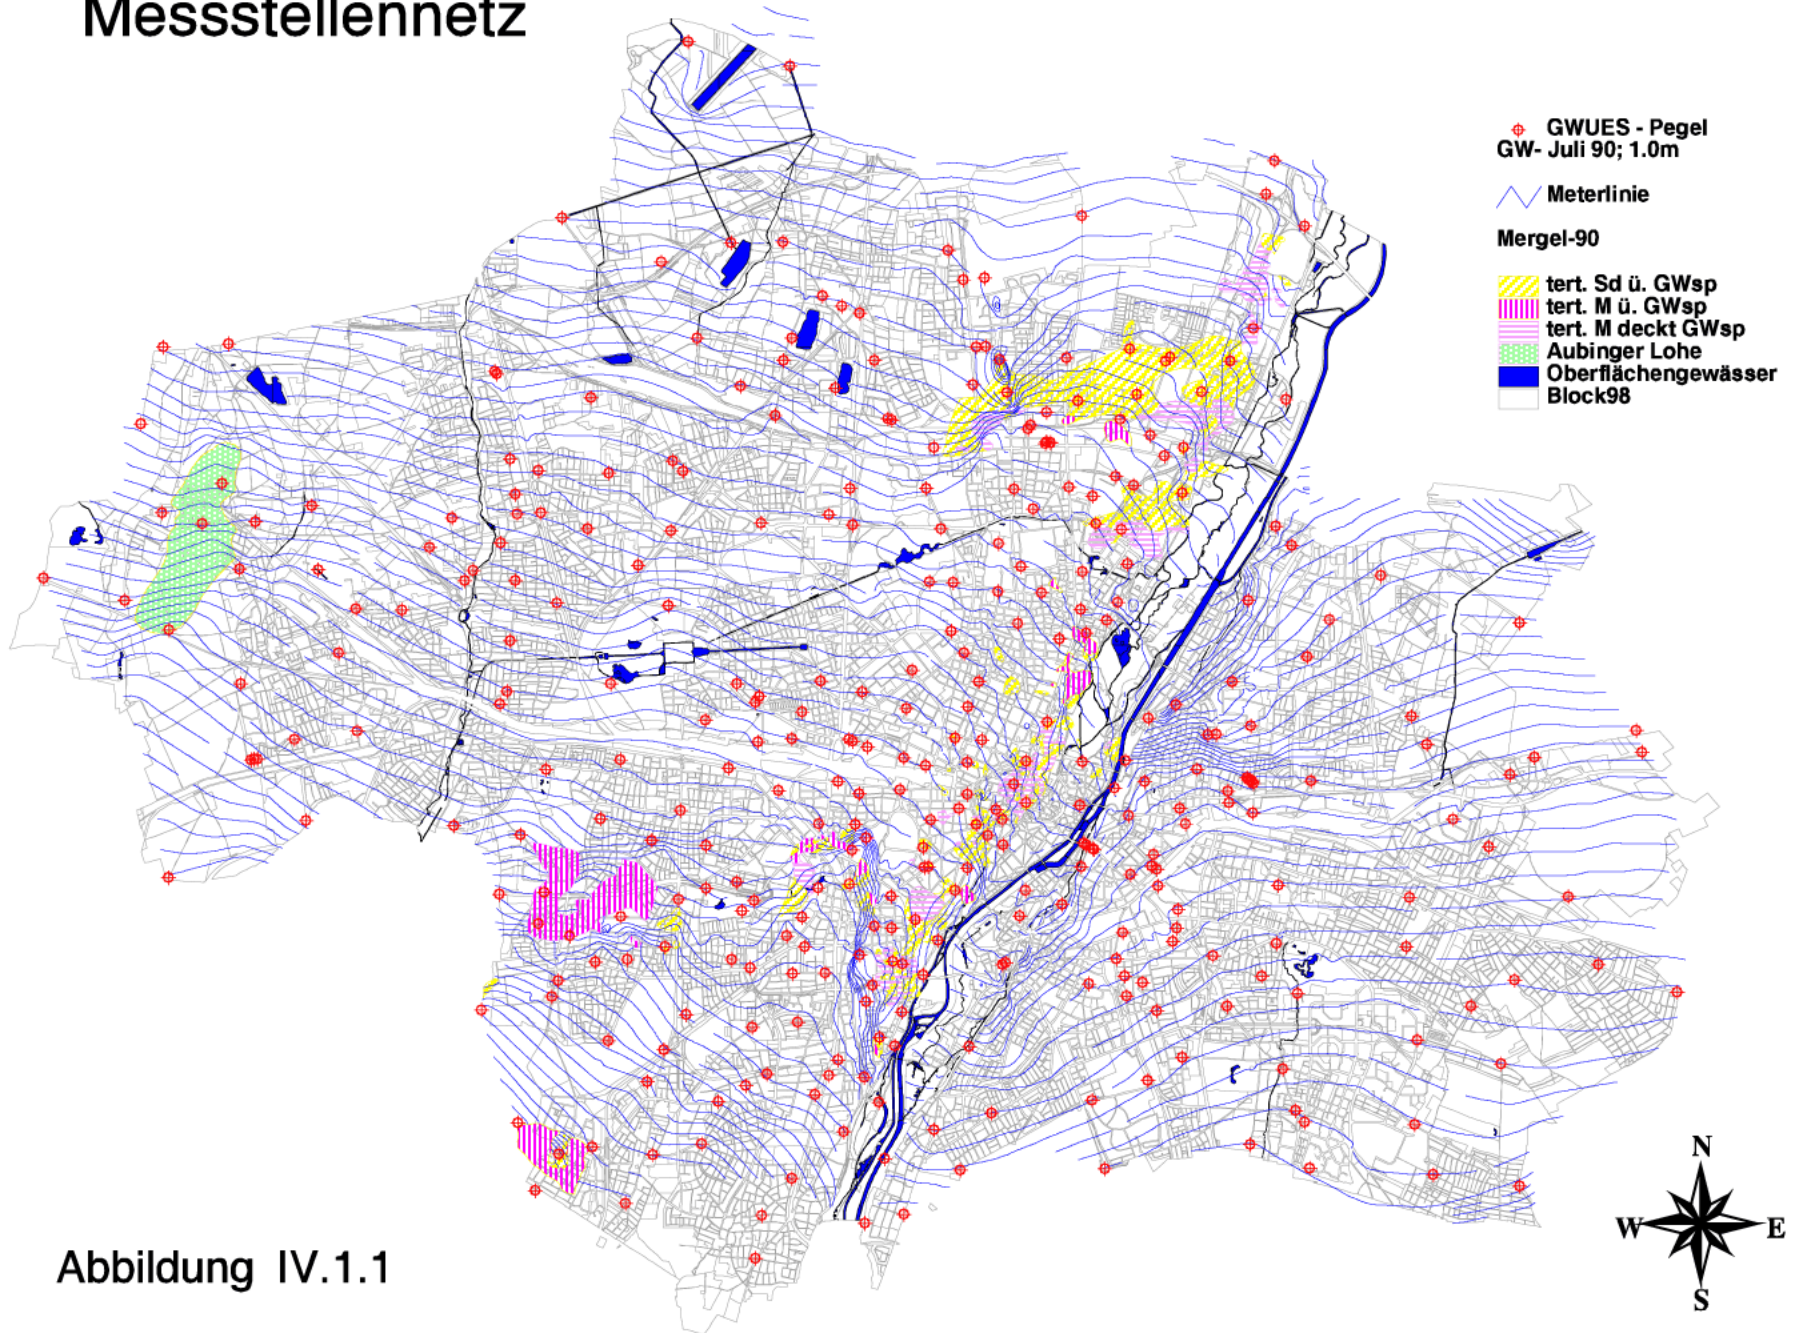 Messstellennetz
GWUES - Pegel
GW- Juli 90; 1.0m
Meterlinie
Mergel-90
tert. Sd ü. GWsp
tert. M ü. GWsp
tert. M deckt GWsp
Aubinger Lohe
Oberflächengewässer
Block98
N
W E
S
Abbildung IV.1.1